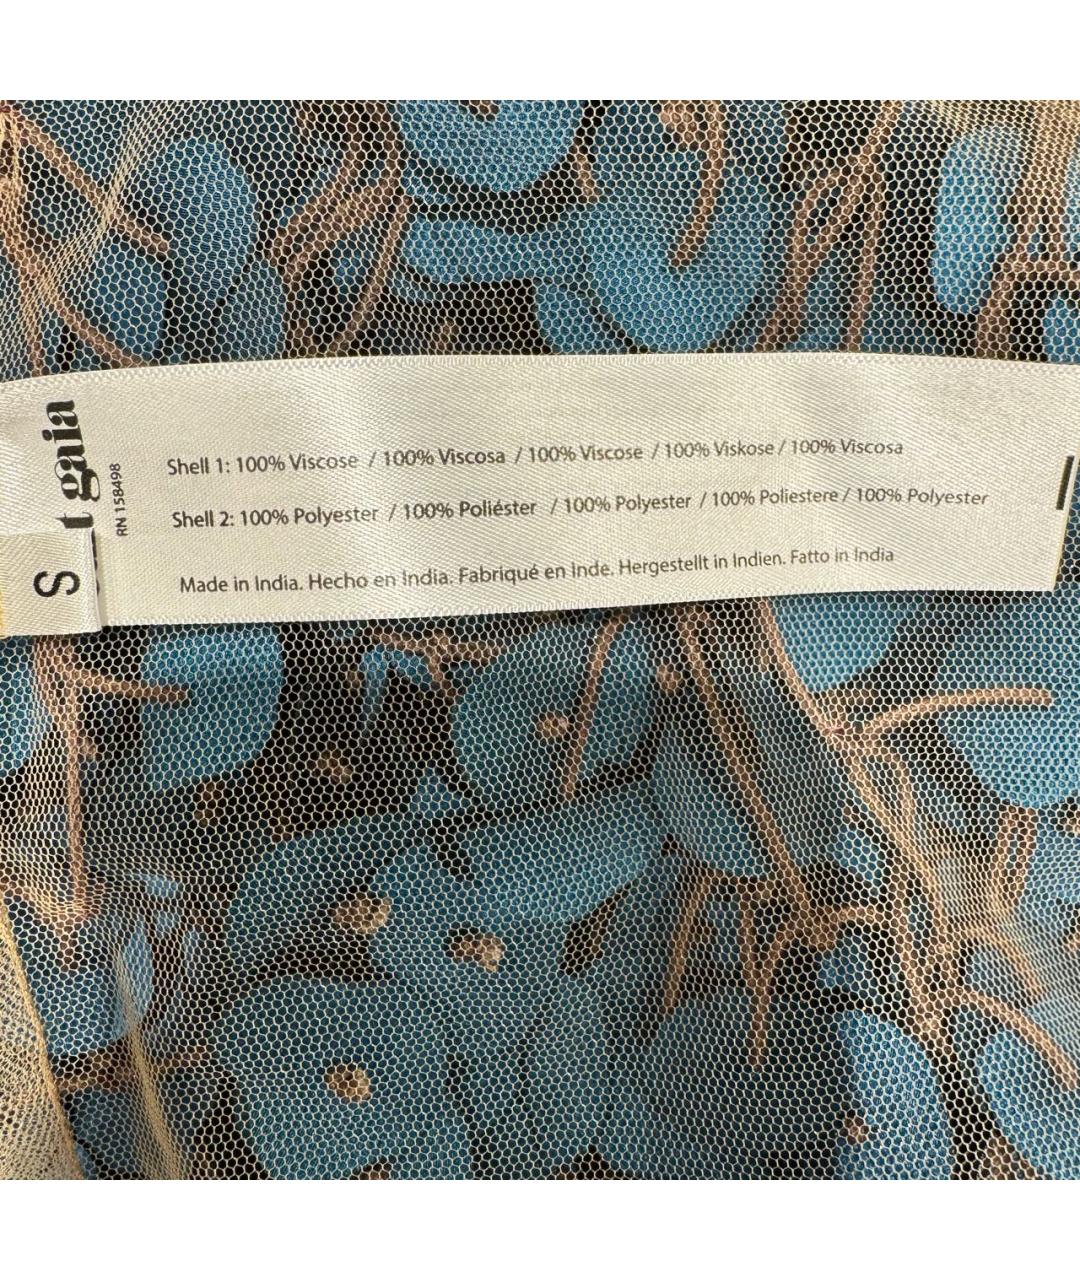 t gaia
RN 158498
S
Shell 1: 100% Viscose / 100% Viscosa / 100% Viscose / 100% Viskose / 100% Viscosa
Shell 2: 100% Polyester / 100% Poliéster / 100% Polyester / 100% Poliestere / 100% Polyester
Made in India. Hecho en India. Fabriqué en Inde. Hergestellt in Indien. Fatto in India